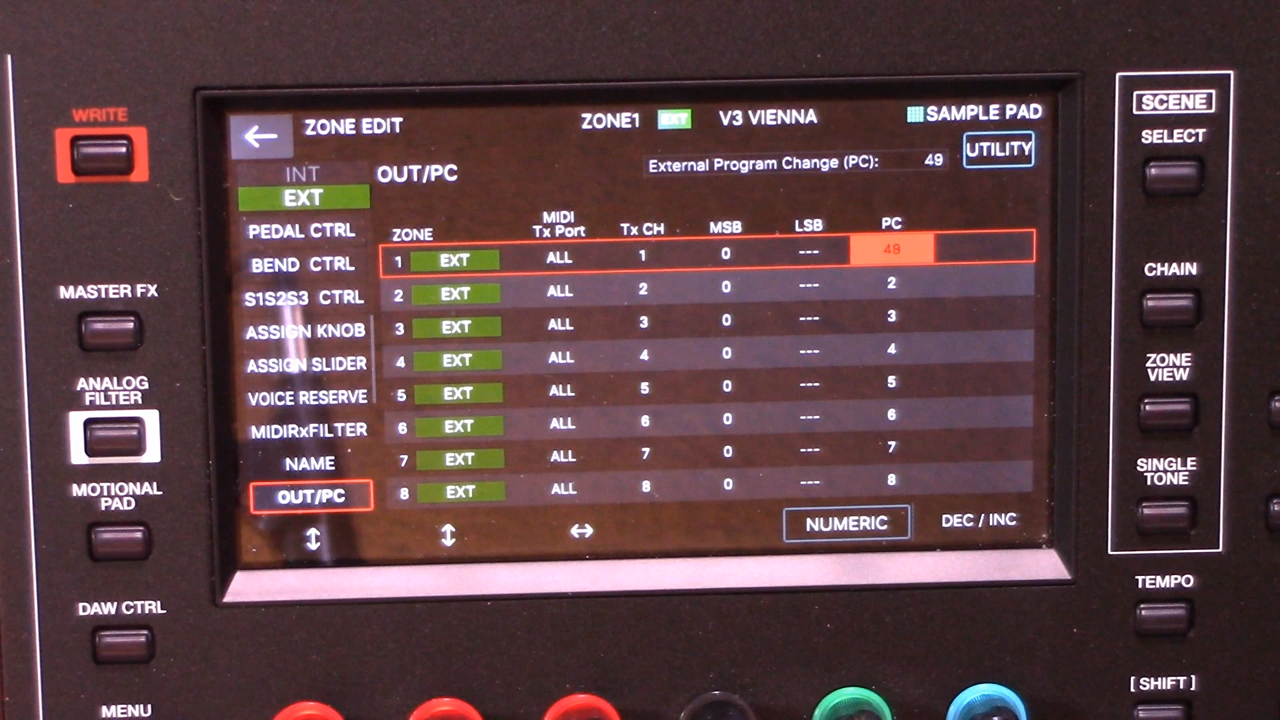 WRITE
← ZONE EDIT ZONE1 EXT V3 VIENNA SAMPLE PAD
SCENE
SELECT
UTILITY
External Program Change (PC): 49
INT OUT/PC
EXT
PEDAL CTRL
BEND CTRL
S1S2S3 CTRL
ASSIGN KNOB
ASSIGN SLIDER
VOICE RESERVE
MIDIRxFILTER
NAME
OUT/PC
ZONE MIDI Tx Port Tx CH MSB LSB PC
1 EXT ALL 1 0 --- 49
2 EXT ALL 2 0 --- 2
3 EXT ALL 3 0 --- 3
4 EXT ALL 4 0 --- 4
5 EXT ALL 5 0 --- 5
6 EXT ALL 6 0 --- 6
7 EXT ALL 7 0 --- 7
8 EXT ALL 8 0 --- 8
NUMERIC DEC / INC
MASTER FX
ANALOG
FILTER
MOTIONAL
PAD
DAW CTRL
MENU
CHAIN
ZONE
VIEW
SINGLE
TONE
TEMPO
[ SHIFT ]